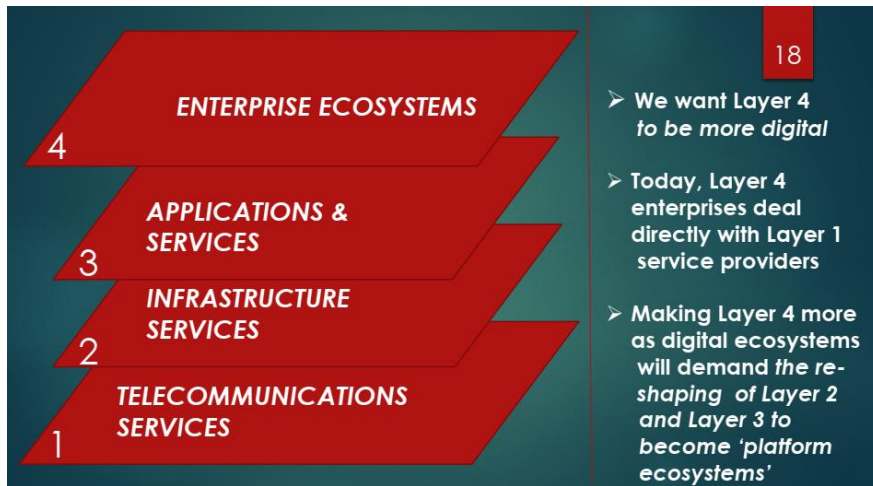 4
ENTERPRISE ECOSYSTEMS
3
APPLICATIONS &
SERVICES
2
INFRASTRUCTURE
SERVICES
1
TELECOMMUNICATIONS
SERVICES
18
➢ We want Layer 4
to be more digital
➢ Today, Layer 4
enterprises deal
directly with Layer 1
service providers
➢ Making Layer 4 more
as digital ecosystems
will demand the re-
shaping of Layer 2
and Layer 3 to
become ‘platform
ecosystems’